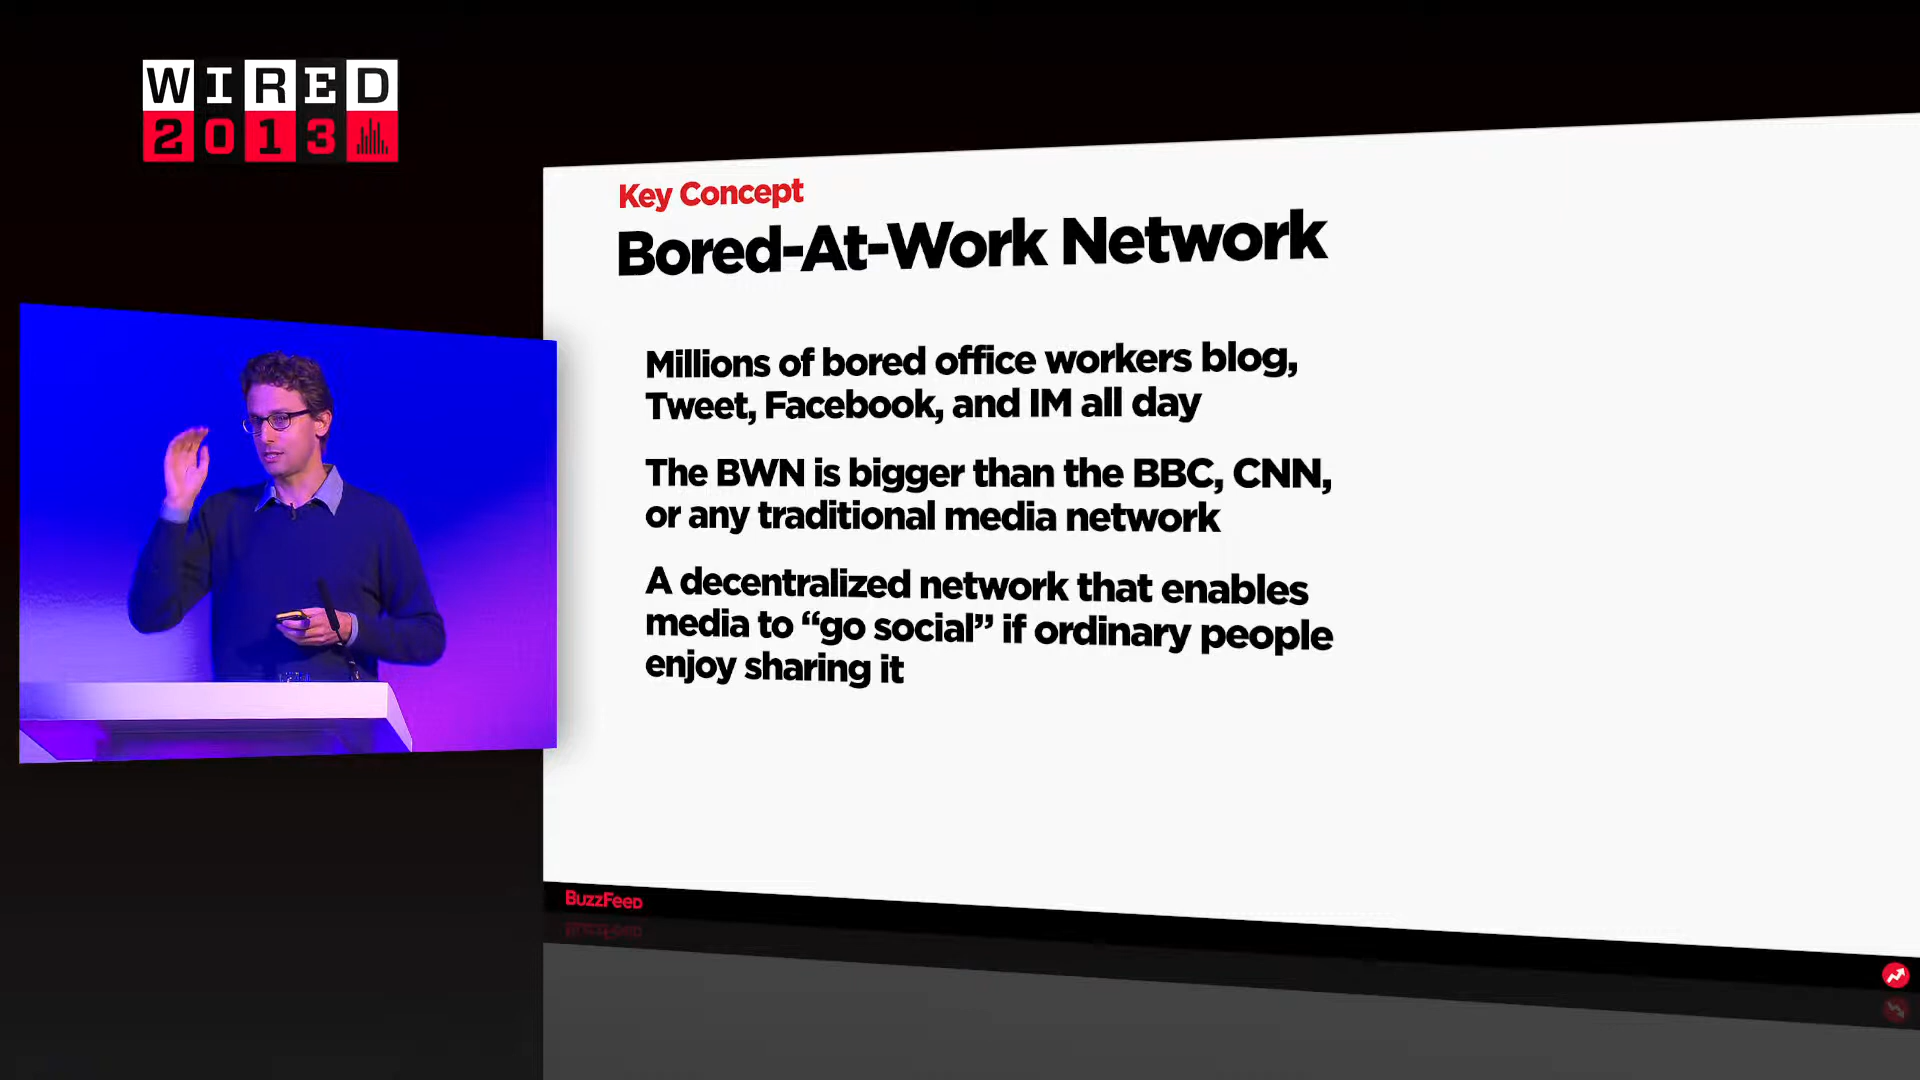 WIRED
2013
Key Concept
Bored-At-Work Network
Millions of bored office workers blog,
Tweet, Facebook, and IM all day
The BWN is bigger than the BBC, CNN,
or any traditional media network
A decentralized network that enables
media to “go social” if ordinary people
enjoy sharing it
BuzzFeed